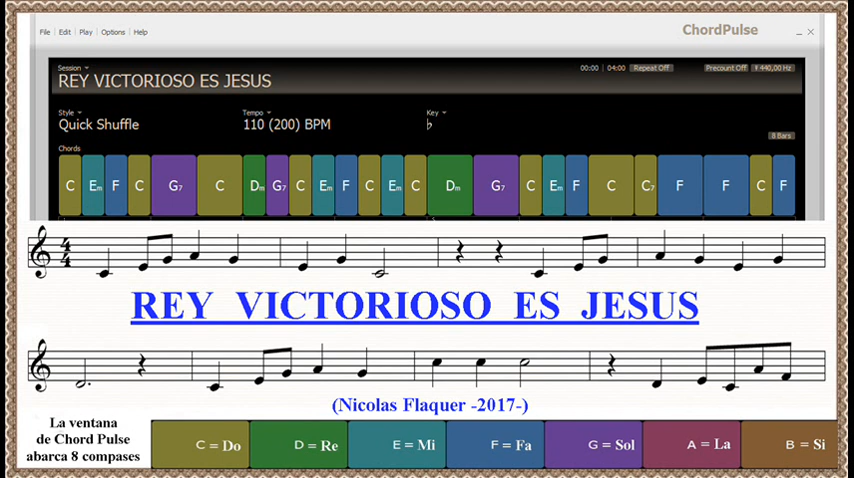 File Edit Play Options Help ChordPulse
Session 00:00 04:00 Repeat Off Precount Off 440,00 Hz
REY VICTORIOSO ES JESUS
Style Tempo Key
Quick Shuffle 110 (200) BPM ♭
8 Bars
Chords
C Em F C G7 C Dm G7 C Em F C Em C Dm G7 C Em F C C7 F F C F
4 4
REY VICTORIOSO ES JESUS
(Nicolas Flaquer -2017-)
La ventana
de Chord Pulse
abarca 8 compases
C = Do D = Re E = Mi F = Fa G = Sol A = La B = Si